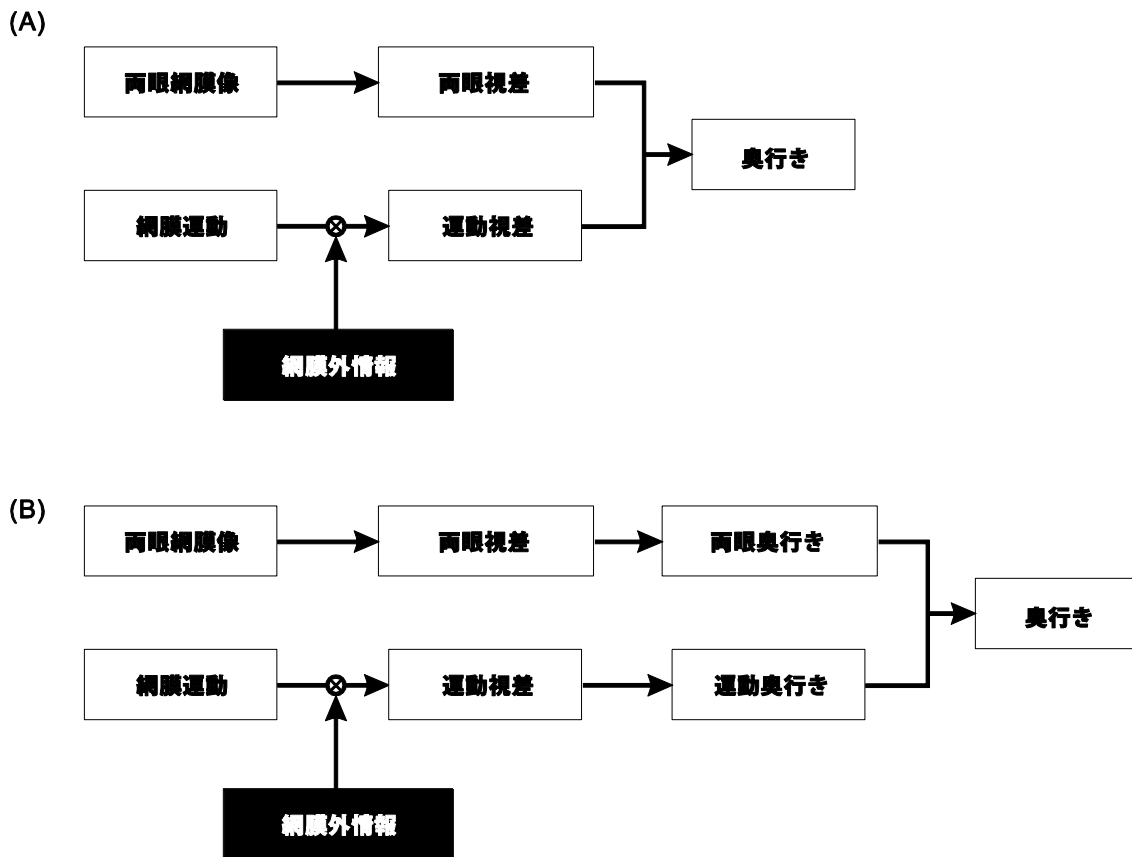 (A)
両眼網膜像
両眼視差
奥行き
網膜運動
運動視差
網膜外情報
(B)
両眼網膜像
両眼視差
両眼奥行き
奥行き
網膜運動
運動視差
運動奥行き
網膜外情報